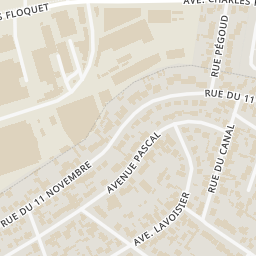 S FLOQUET
AVE. CHARLES
RUE PÉGOUD
RUE DU 11
AVENUE PASCAL
RUE DU CANAL
RUE DU 11 NOVEMBRE
AVE. LAVOISIER